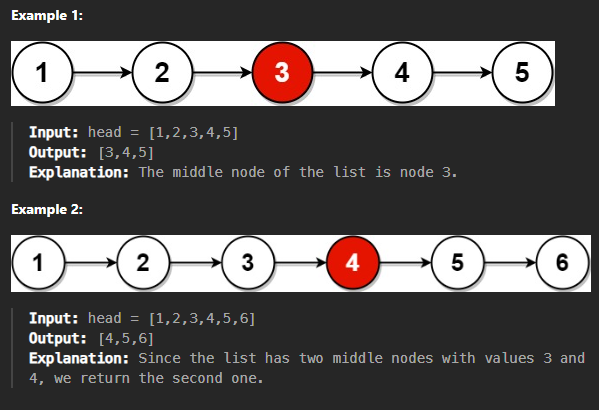 Example 1:
1 2 3 4 5
Input: head = [1,2,3,4,5]
Output: [3,4,5]
Explanation: The middle node of the list is node 3.
Example 2:
1 2 3 4 5 6
Input: head = [1,2,3,4,5,6]
Output: [4,5,6]
Explanation: Since the list has two middle nodes with values 3 and
4, we return the second one.